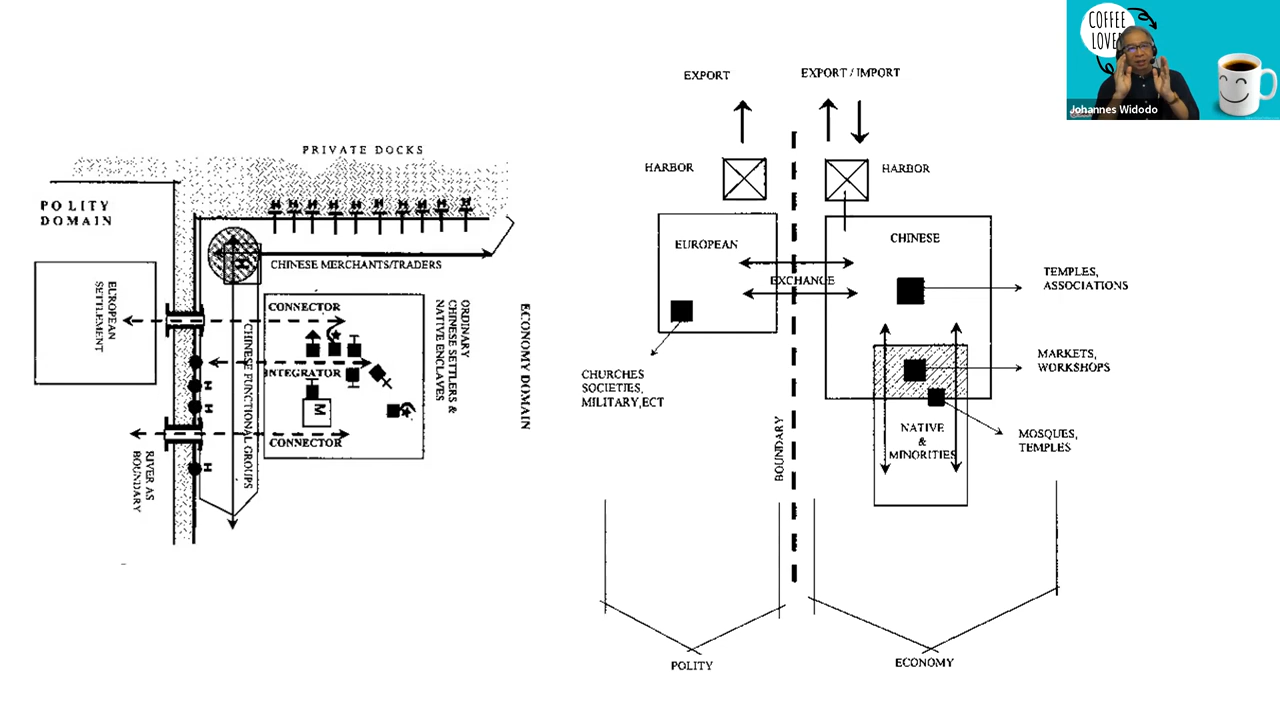 PRIVATE DOCKS
POLITY
DOMAIN
EUROPEAN
SETTLEMENT
CHINESE MERCHANTS/TRADERS
CONNECTOR
INTEGRATOR
CONNECTOR
M
H
H
H
H
H
H
H
H
H
H
H
H
CHINESE FUNCTIONAL GROUPS
ORDINARY
CHINESE SETTLERS &
NATIVE ENCLAVES
ECONOMY DOMAIN
RIVER AS
BOUNDARY
EXPORT
EXPORT / IMPORT
HARBOR
HARBOR
EUROPEAN
CHINESE
EXCHANGE
TEMPLES,
ASSOCIATIONS
MARKETS,
WORKSHOPS
CHURCHES
SOCIETIES,
MILITARY,ECT
NATIVE
&
MINORITIES
MOSQUES,
TEMPLES
BOUNDARY
POLITY
ECONOMY
COFFEE
LOVE
Johannes Widodo